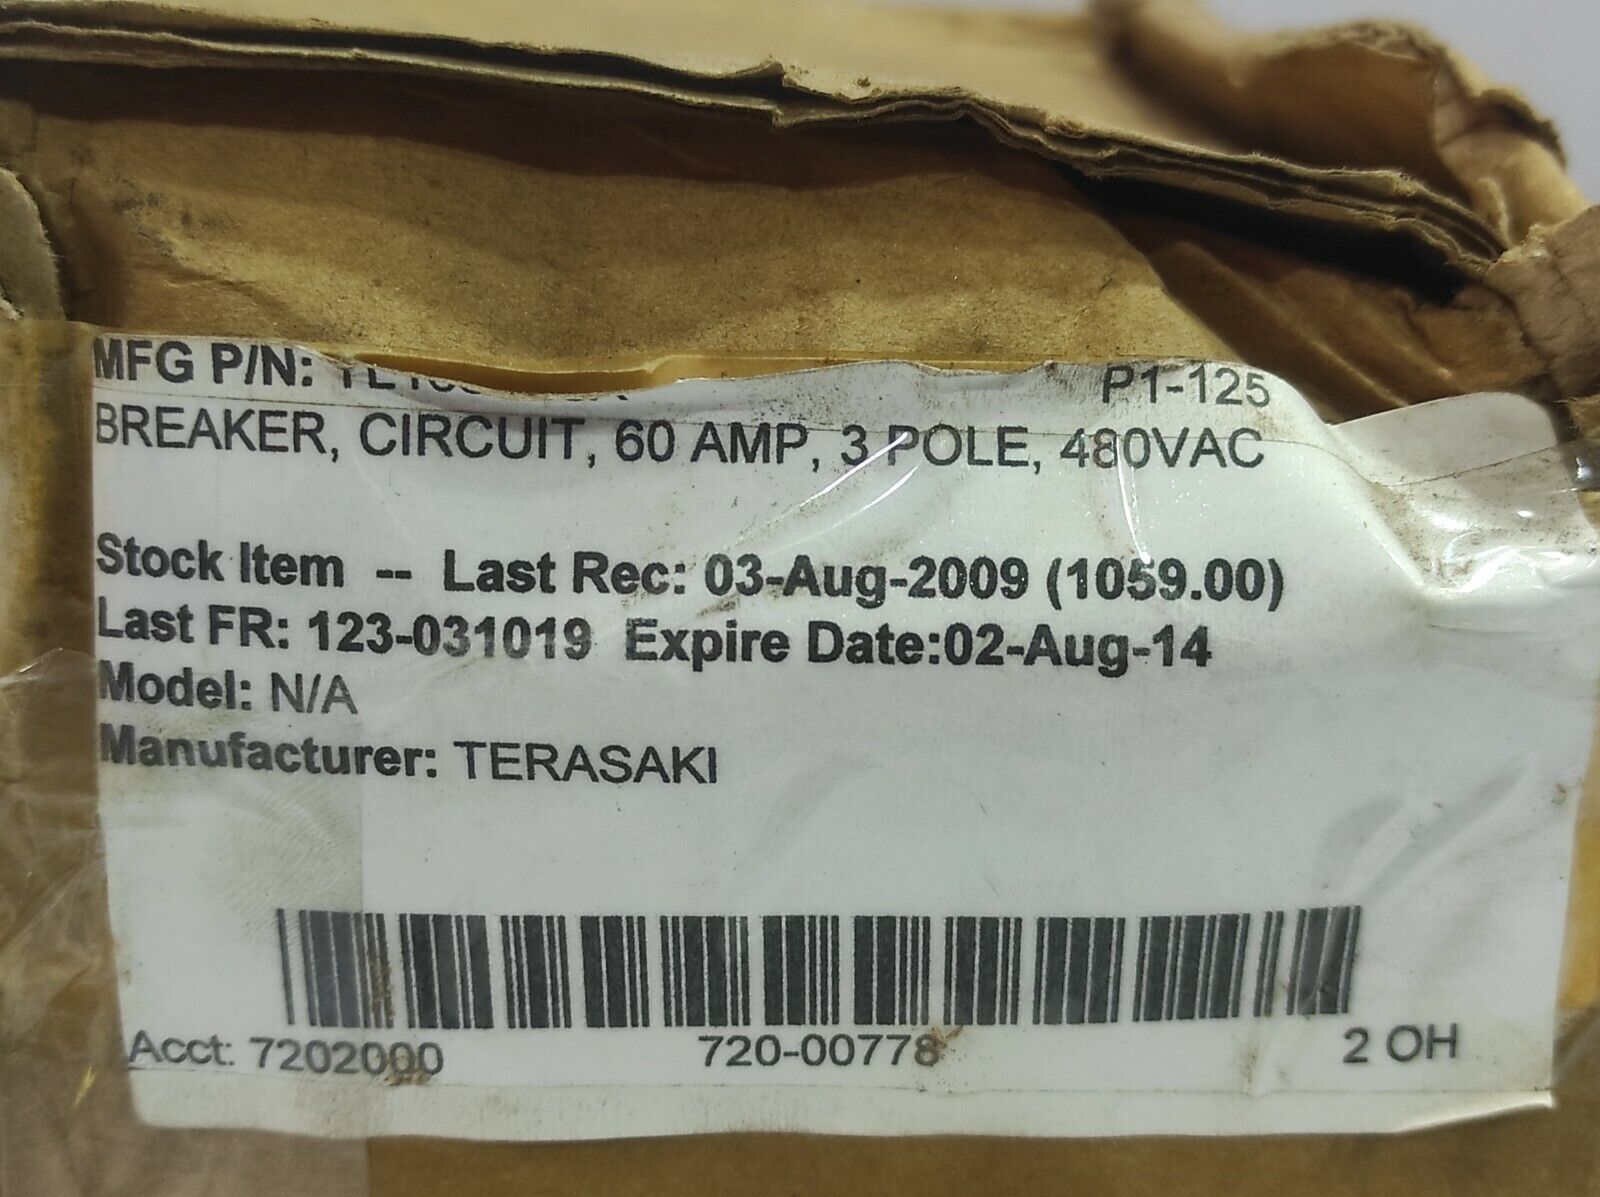 MFG P/N: P1-125
BREAKER, CIRCUIT, 60 AMP, 3 POLE, 480VAC
Stock Item -- Last Rec: 03-Aug-2009 (1059.00)
Last FR: 123-031019 Expire Date:02-Aug-14
Model: N/A
Manufacturer: TERASAKI
Acct: 7202000 720-00778 2 OH